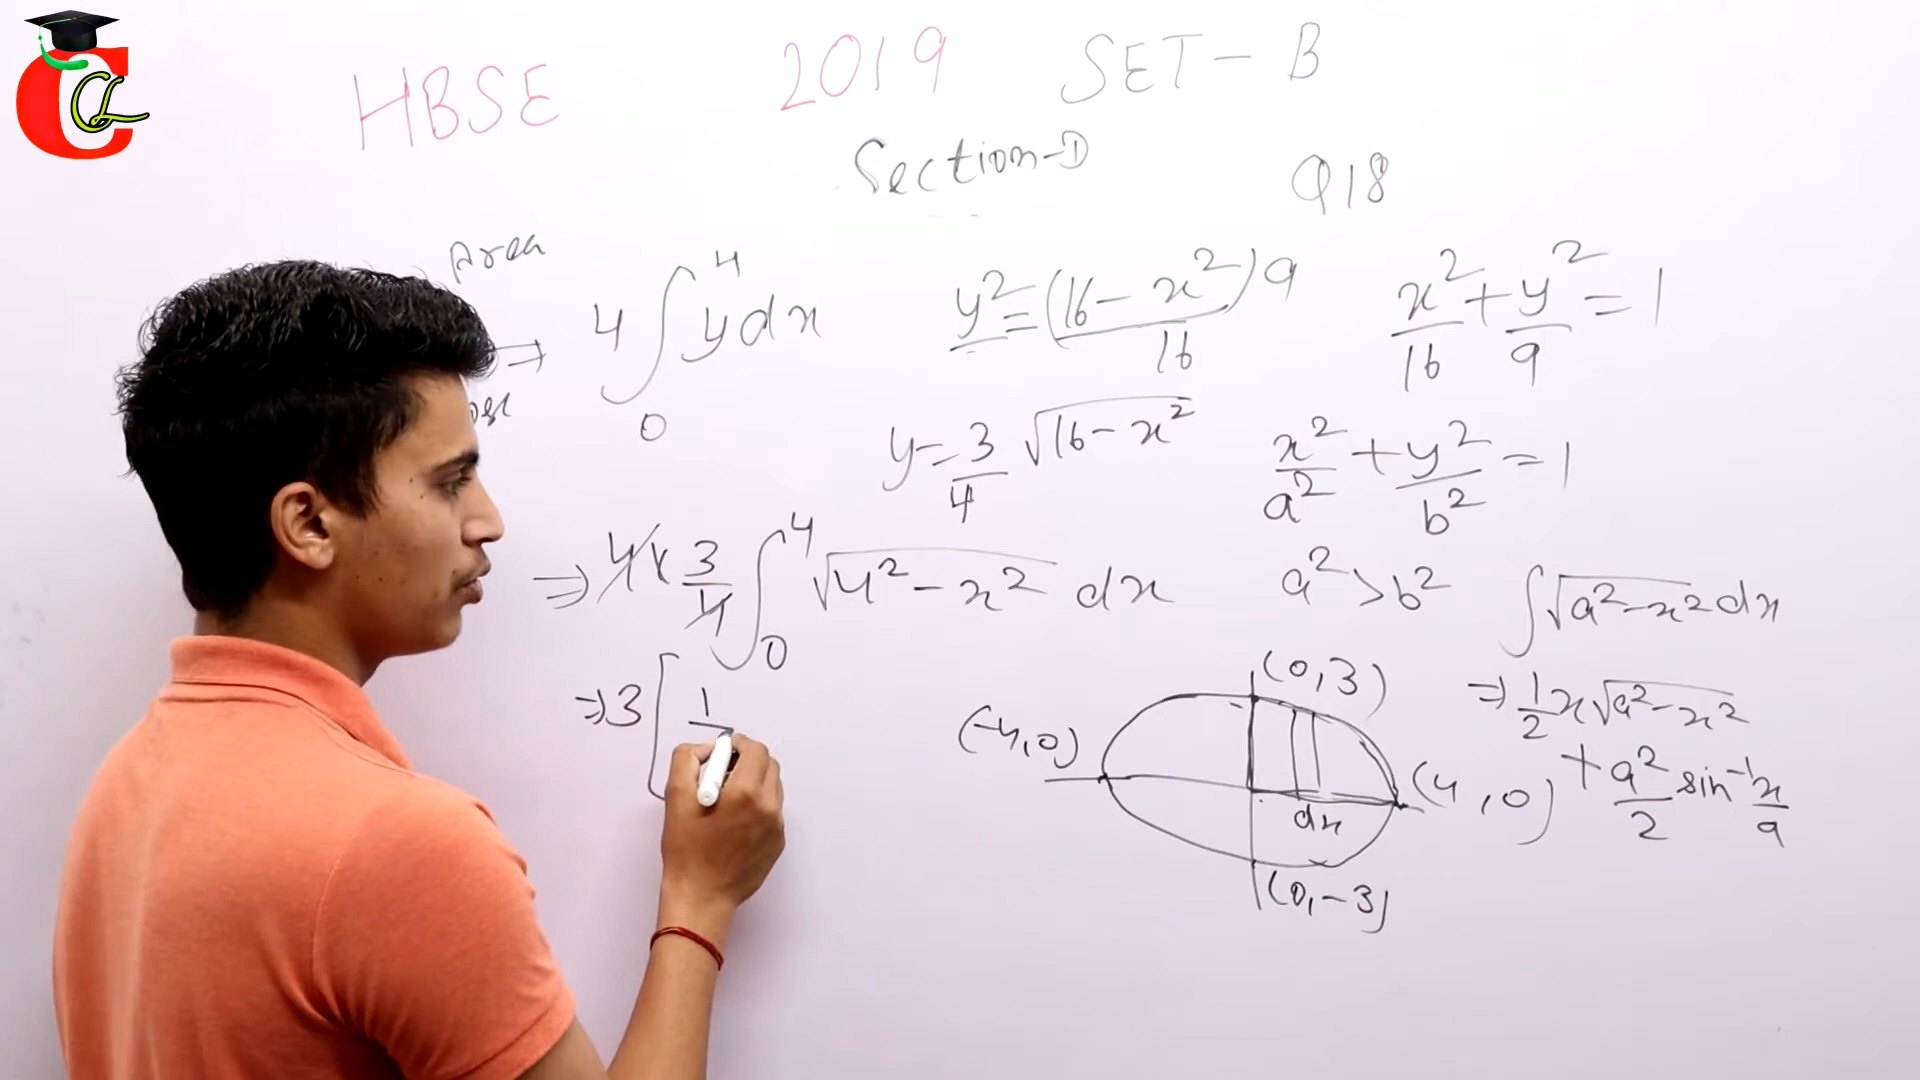 HBSE 2019 SET - B
Section-D
Q18
Area
4 ∫₀⁴ y dx
y² = (16 - x²) 9 / 16
x²/16 + y²/9 = 1
y = 3/4 √(16 - x²)
x²/a² + y²/b² = 1
⇒ 4 × 3/4 ∫₀⁴ √(4² - x²) dx
a² > b²
∫ √(a² - x²) dx
⇒ 1/2 x √(a² - x²)
+ a²/2 sin⁻¹ x/a
⇒ 3 [ 1/
(0,3)
(-4,0)
(4,0)
dx
(0,-3)